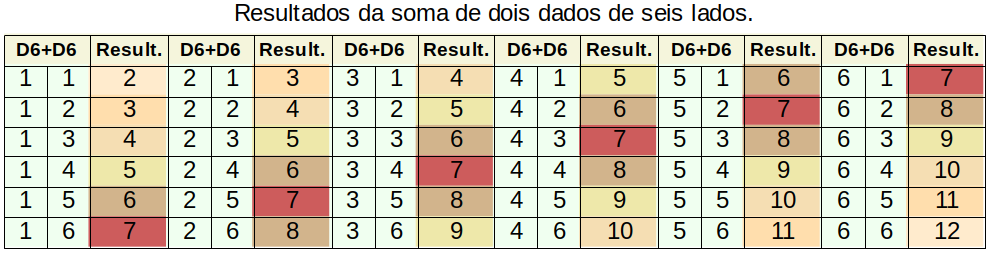 Resultados da soma de dois dados de seis lados.
D6+D6 Result. D6+D6 Result. D6+D6 Result. D6+D6 Result. D6+D6 Result. D6+D6 Result.
1 1 2 2 1 3 3 1 4 4 1 5 5 1 6 6 1 7
1 2 3 2 2 4 3 2 5 4 2 6 5 2 7 6 2 8
1 3 4 2 3 5 3 3 6 4 3 7 5 3 8 6 3 9
1 4 5 2 4 6 3 4 7 4 4 8 5 4 9 6 4 10
1 5 6 2 5 7 3 5 8 4 5 9 5 5 10 6 5 11
1 6 7 2 6 8 3 6 9 4 6 10 5 6 11 6 6 12